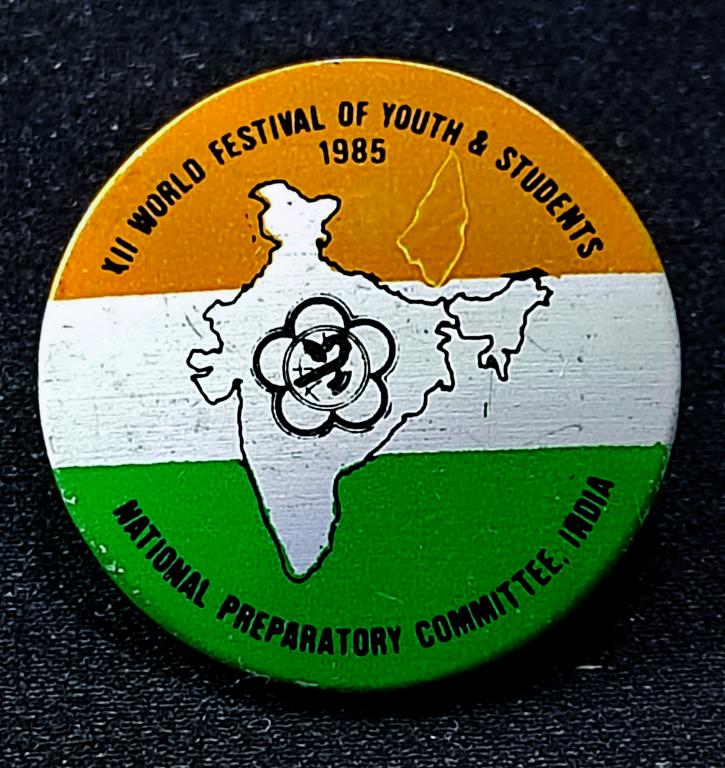 XII WORLD FESTIVAL OF YOUTH & STUDENTS
1985
NATIONAL PREPARATORY COMMITTEE, INDIA